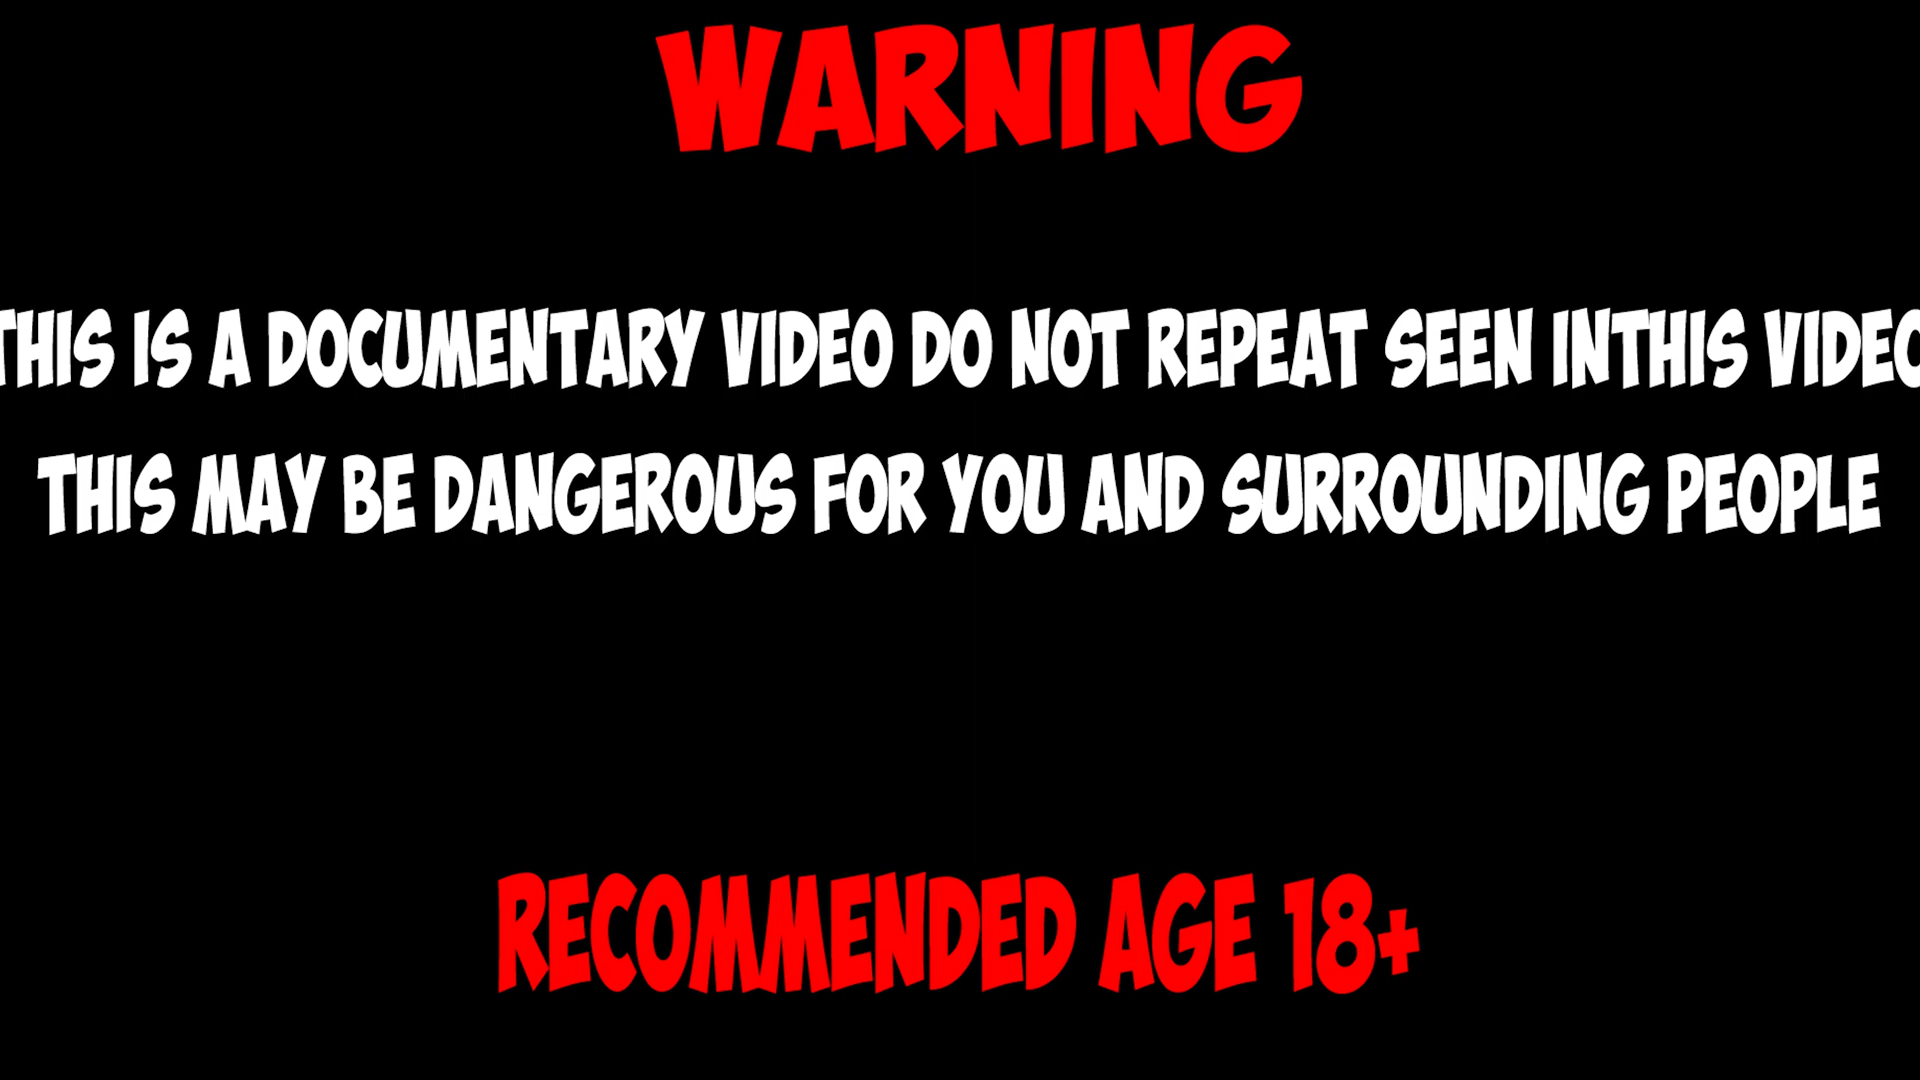 WARNING
THIS IS A DOCUMENTARY VIDEO DO NOT REPEAT SEEN INTHIS VIDEO
THIS MAY BE DANGEROUS FOR YOU AND SURROUNDING PEOPLE
RECOMMENDED AGE 18+